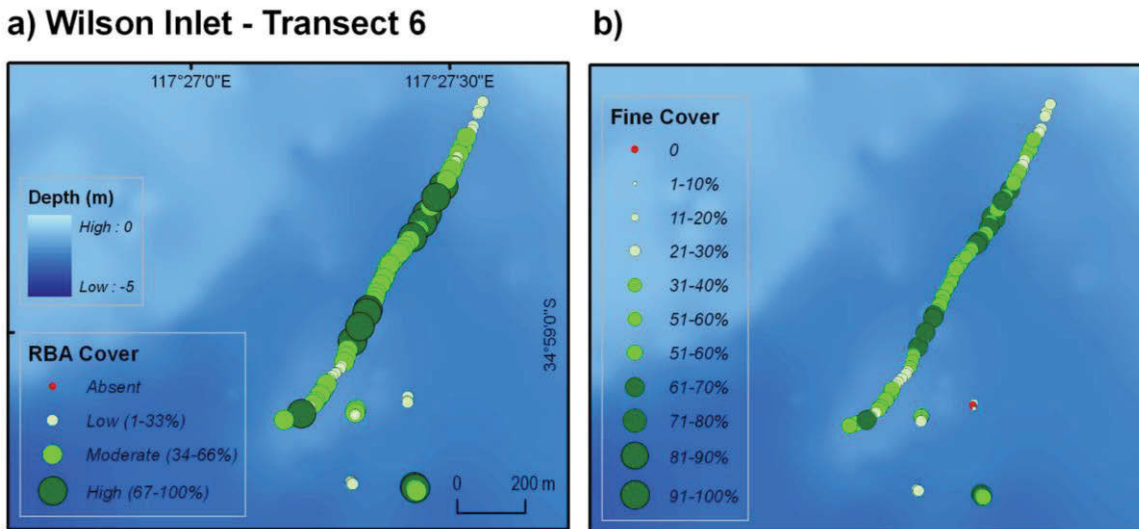 a) Wilson Inlet - Transect 6
b)
117°27'0"E
117°27'30"E
34°59'0"S
Depth (m)
High : 0
Low : -5
RBA Cover
Absent
Low (1-33%)
Moderate (34-66%)
High (67-100%)
0
200 m
Fine Cover
0
1-10%
11-20%
21-30%
31-40%
51-60%
51-60%
61-70%
71-80%
81-90%
91-100%